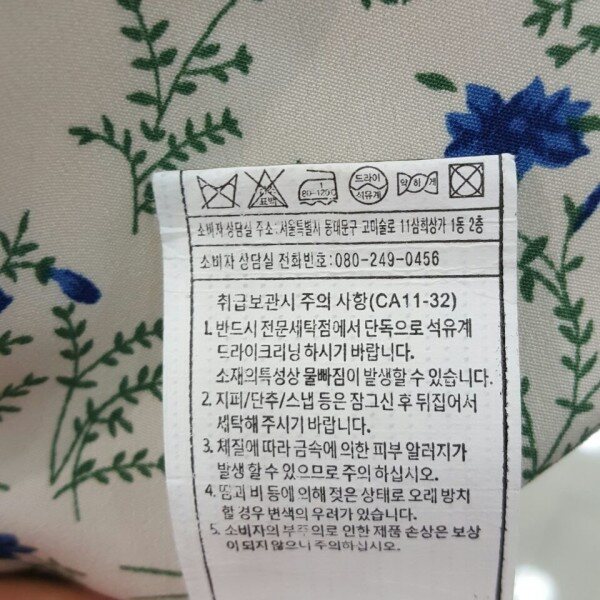 표백 80-120℃ 드라이 석유계 약하게
소비자 상담실 주소: 서울특별시 동대문구 고미술로 11삼희상가 1동 2층
소비자 상담실 전화번호:080-249-0456
취급보관시 주의 사항(CA11-32)
1. 반드시 전문세탁점에서 단독으로 석유계
드라이크리닝 하시기 바랍니다.
소재의특성상 물빠짐이 발생할 수 있습니다.
2. 지퍼/단추/스냅 등은 잠그신 후 뒤집어서
세탁해 주시기 바랍니다.
3. 체질에 따라 금속에 의한 피부 알러지가
발생 할 수 있으므로 주의 하십시오.
4. 땀과 비 등에 의해 젖은 상태로 오래 방치
할 경우 변색의 우려가 있습니다.
5. 소비자의 부주의로 인한 제품 손상은 보상
이 되지 않으니 주의하십시오.